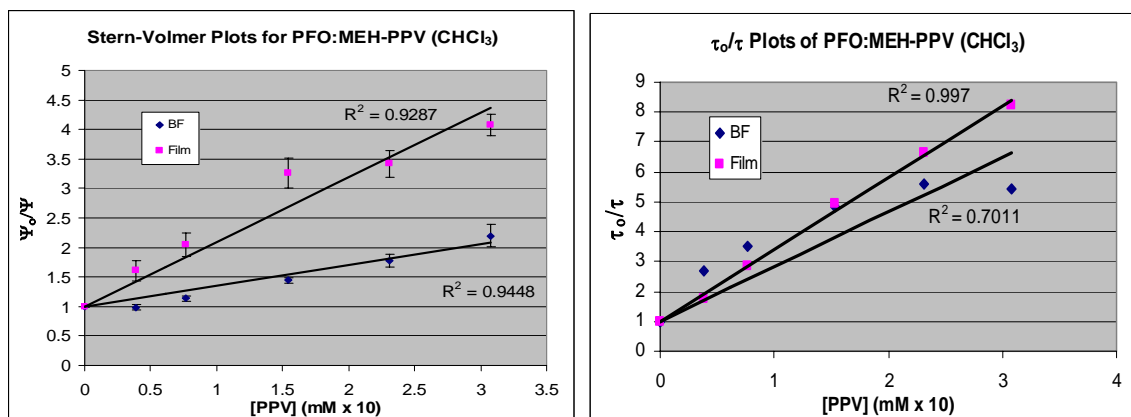 Stern-Volmer Plots for PFO:MEH-PPV (CHCl₃)
5
4.5
4
3.5
3
2.5
2
1.5
1
0.5
0
Ψₒ/Ψ
BF
Film
R² = 0.9287
R² = 0.9448
0 0.5 1 1.5 2 2.5 3 3.5
[PPV] (mM x 10)
τₒ/τ Plots of PFO:MEH-PPV (CHCl₃)
9
8
7
6
5
4
3
2
1
0
τₒ/τ
BF
Film
R² = 0.997
R² = 0.7011
0 1 2 3 4
[PPV] (mM x 10)